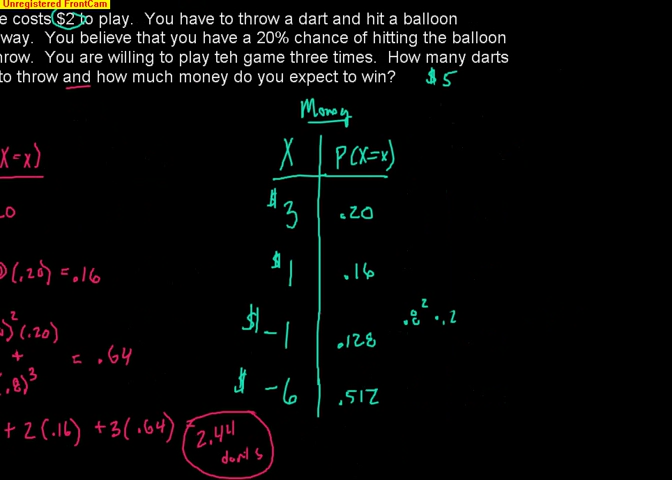 Unregistered FrontCam
e costs $2 to play. You have to throw a dart and hit a balloon
way. You believe that you have a 20% chance of hitting the balloon
hrow. You are willing to play teh game three times. How many darts
to throw and how much money do you expect to win? $5
Money
X P(X=x)
$3 .20
$1 .16
$-1 .128 .8² · .2
$-6 .512
X=x)
0
)(.20) = .16
)² (.20)
+ = .64
(.8)³
+ 2(.16) + 3(.64) = 2.44
darts